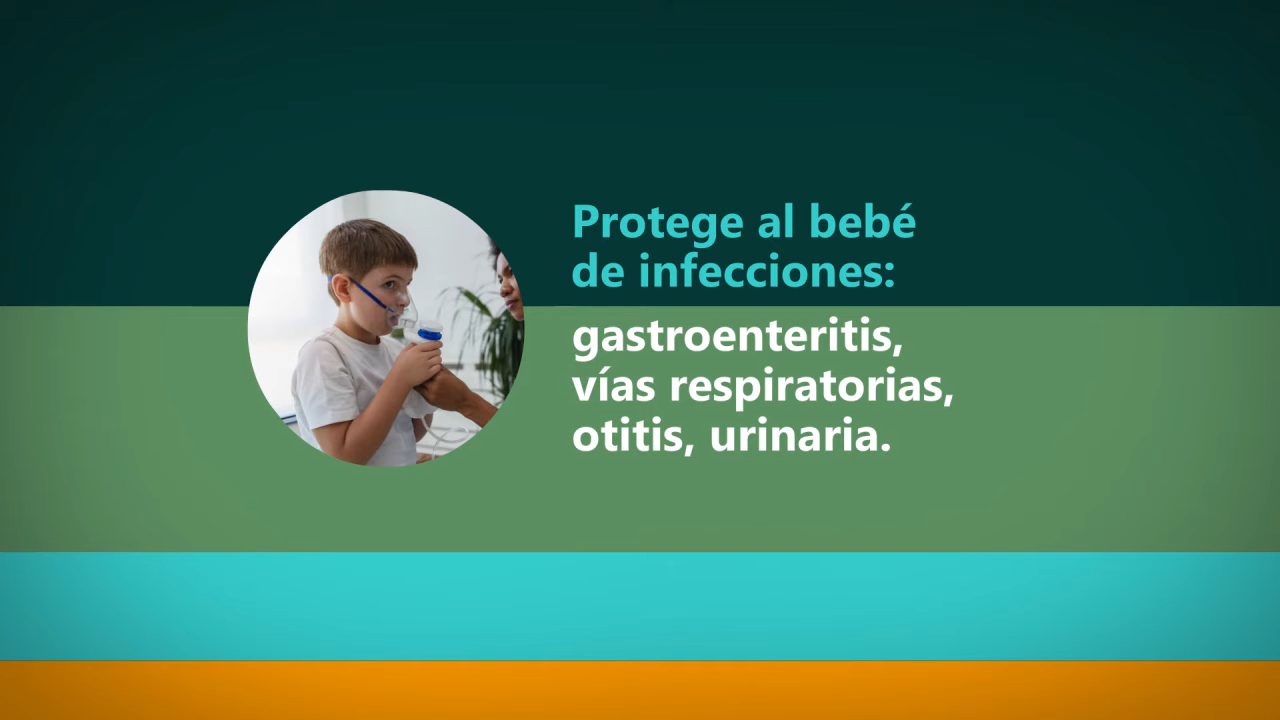 Protege al bebé
de infecciones:
gastroenteritis,
vías respiratorias,
otitis, urinaria.